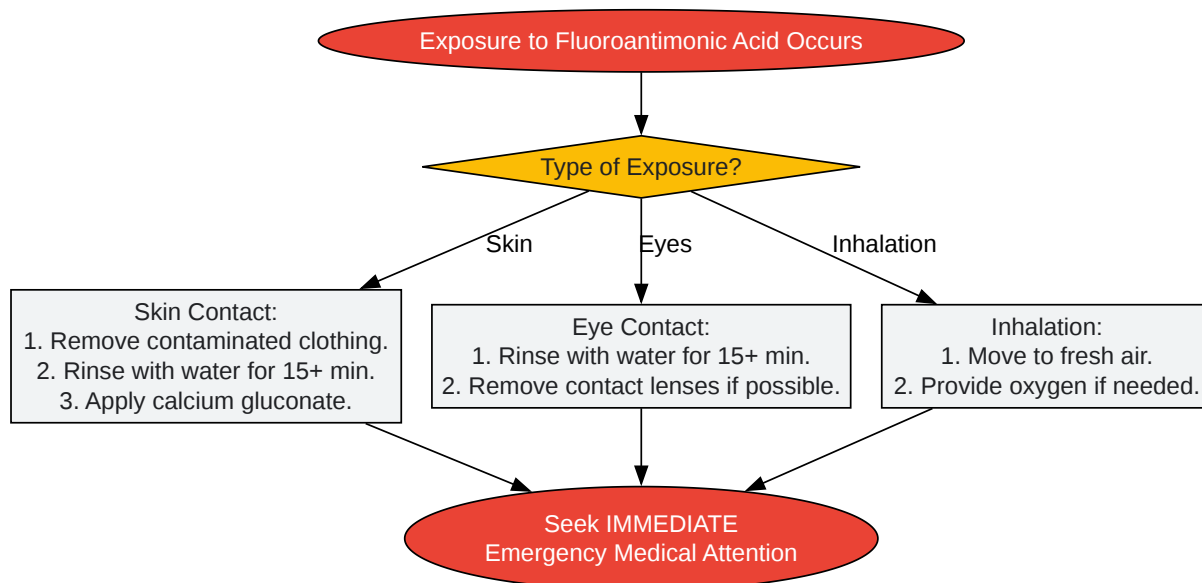 Exposure to Fluoroantimonic Acid Occurs
Type of Exposure?
Skin
Eyes
Inhalation
Skin Contact:
1. Remove contaminated clothing.
2. Rinse with water for 15+ min.
3. Apply calcium gluconate.
Eye Contact:
1. Rinse with water for 15+ min.
2. Remove contact lenses if possible.
Inhalation:
1. Move to fresh air.
2. Provide oxygen if needed.
Seek IMMEDIATE
Emergency Medical Attention